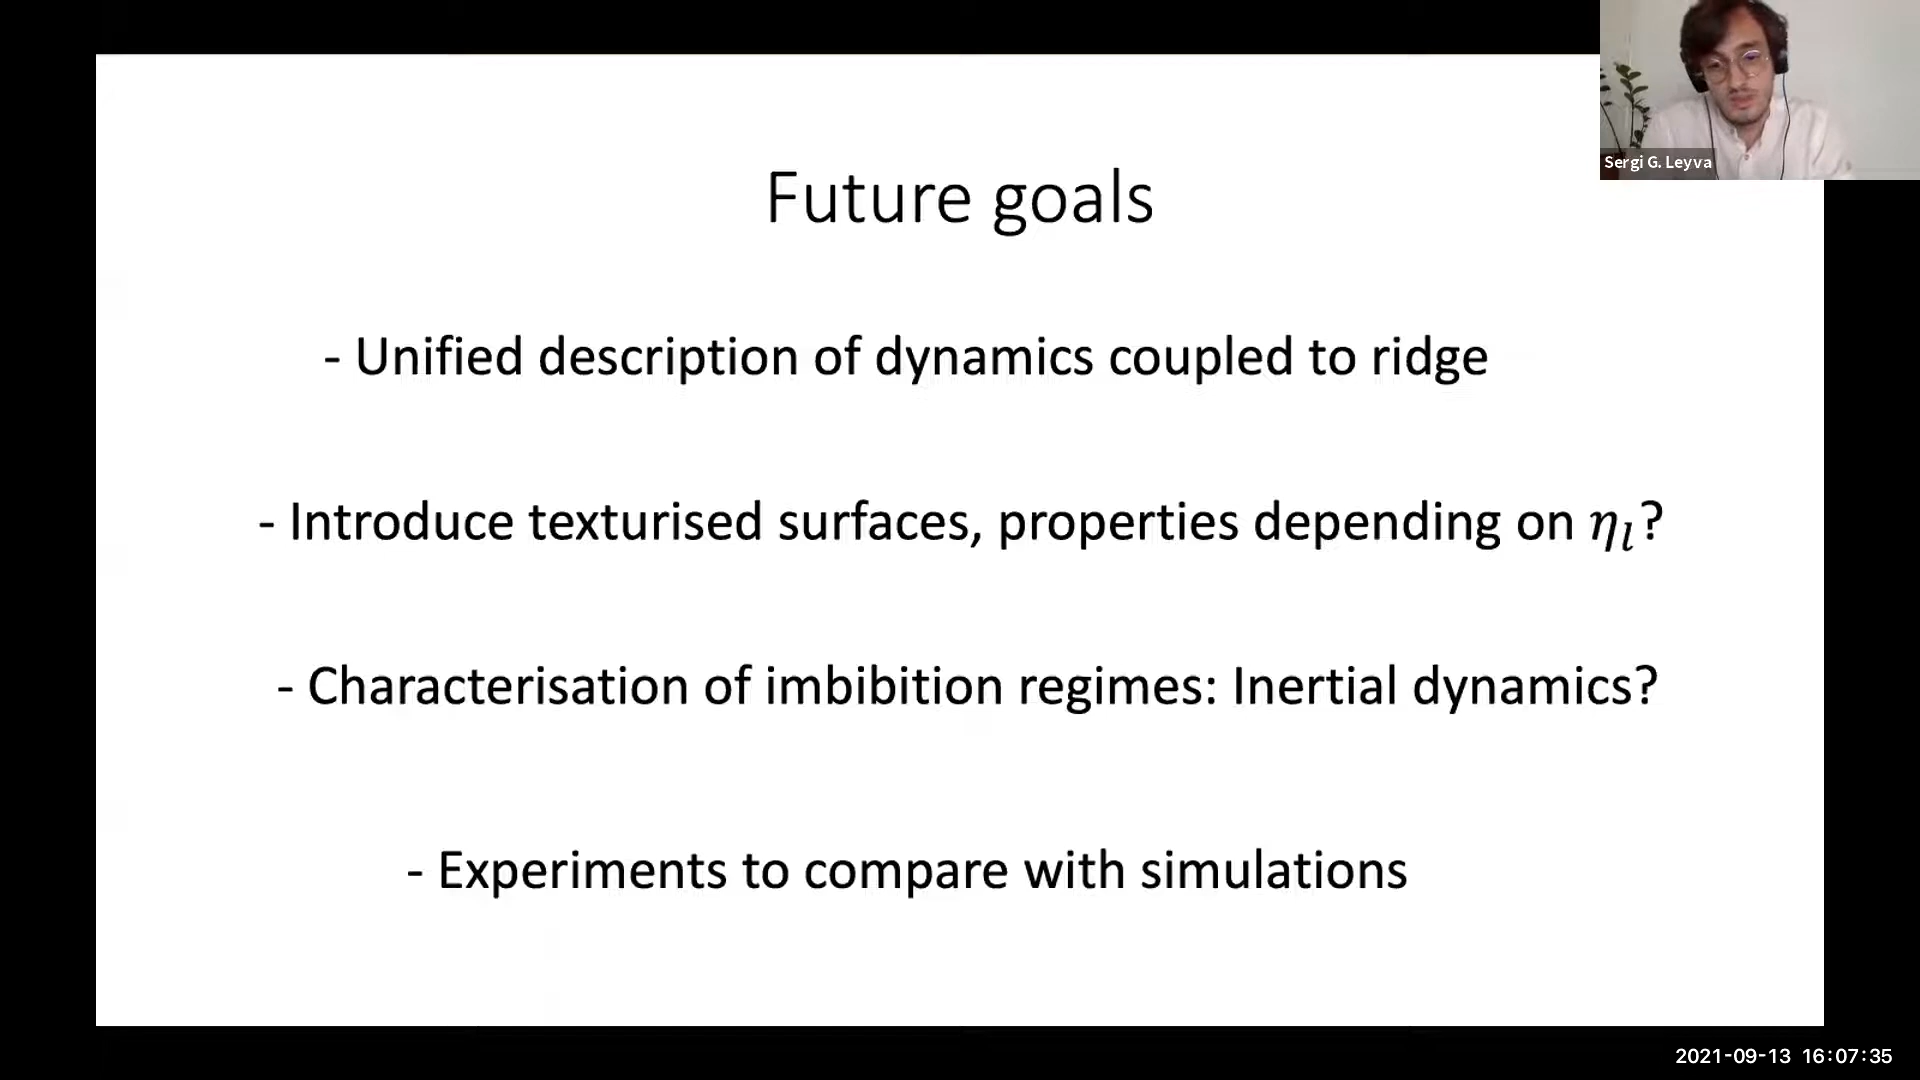 Sergi G. Leyva
Future goals
- Unified description of dynamics coupled to ridge
- Introduce texturised surfaces, properties depending on ηl?
- Characterisation of imbibition regimes: Inertial dynamics?
- Experiments to compare with simulations
2021-09-13 16:07:35